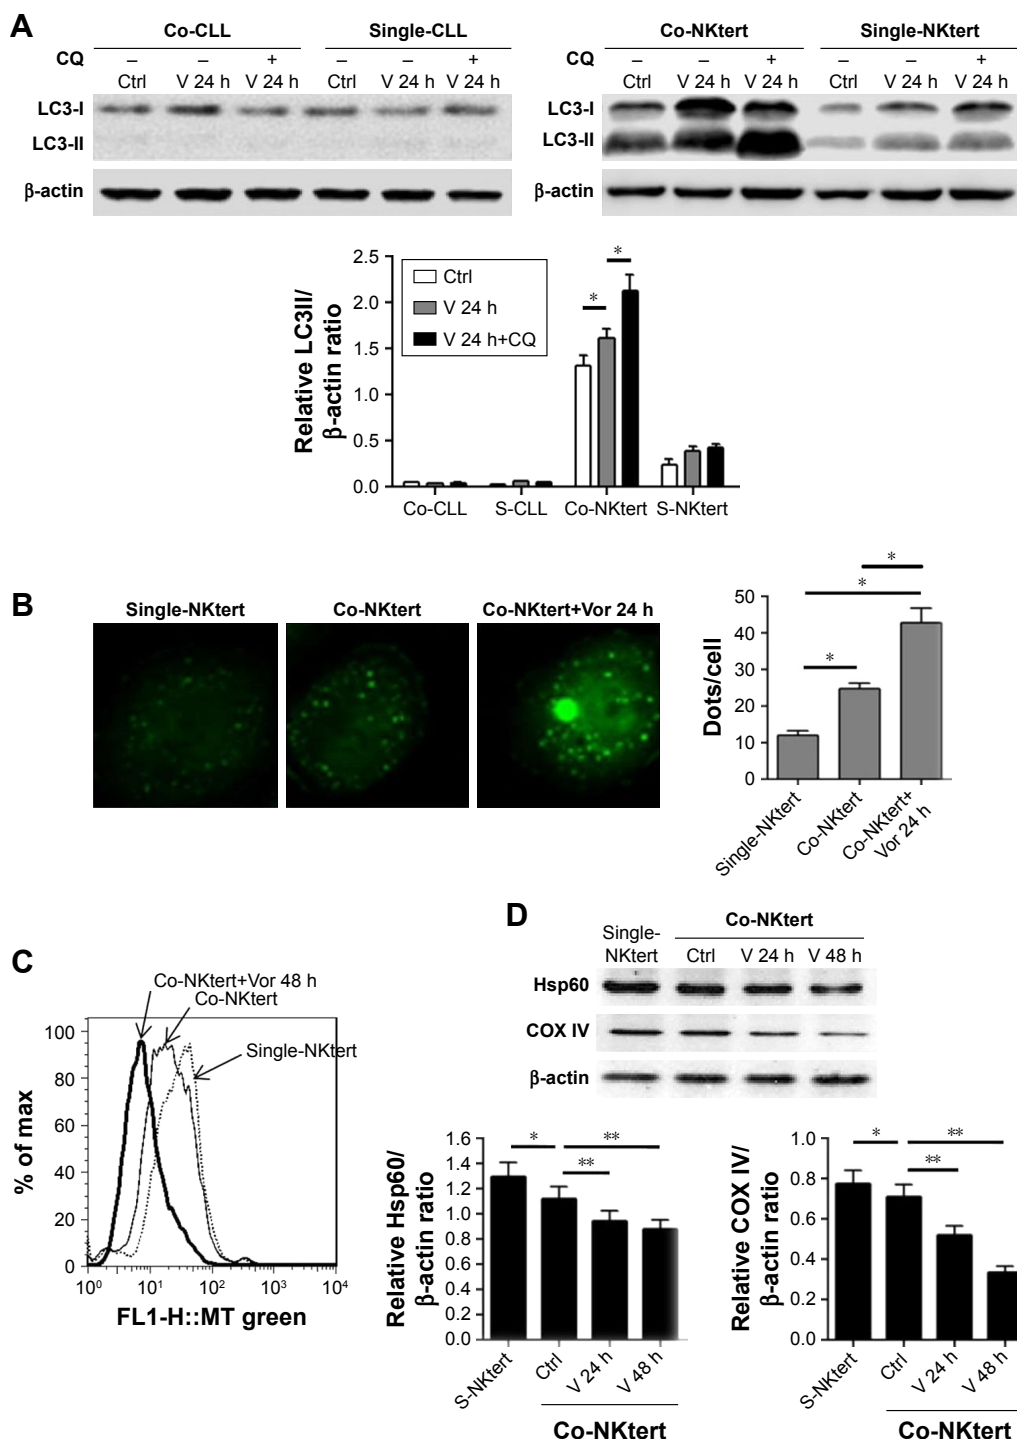 A
Co-CLL Single-CLL
CQ – – + – – +
Ctrl V 24 h V 24 h Ctrl V 24 h V 24 h
LC3-I
LC3-II
β-actin
Co-NKtert Single-NKtert
CQ – – + – – +
Ctrl V 24 h V 24 h Ctrl V 24 h V 24 h
LC3-I
LC3-II
β-actin
Relative LC3II/
β-actin ratio
2.5
2.0
1.5
1.0
0.5
0.0
Ctrl
V 24 h
V 24 h+CQ
* *
Co-CLL S-CLL Co-NKtert S-NKtert
B
Single-NKtert Co-NKtert Co-NKtert+Vor 24 h
Dots/cell
50
40
30
20
10
0
* * *
Single-NKtert
Co-NKtert
Co-NKtert+
Vor 24 h
C
Co-NKtert+Vor 48 h
Co-NKtert
Single-NKtert
% of max
100
80
60
40
20
0
10⁰ 10¹ 10² 10³ 10⁴
FL1-H::MT green
D
Single-
NKtert
Co-NKtert
Ctrl V 24 h V 48 h
Hsp60
COX IV
β-actin
Relative Hsp60/
β-actin ratio
1.6
1.4
1.2
1.0
0.8
0.6
0.4
0.2
0.0
* ** **
S-NKtert Ctrl V 24 h V 48 h
Co-NKtert
Relative COX IV/
β-actin ratio
1.0
0.8
0.6
0.4
0.2
0.0
* ** **
S-NKtert Ctrl V 24 h V 48 h
Co-NKtert